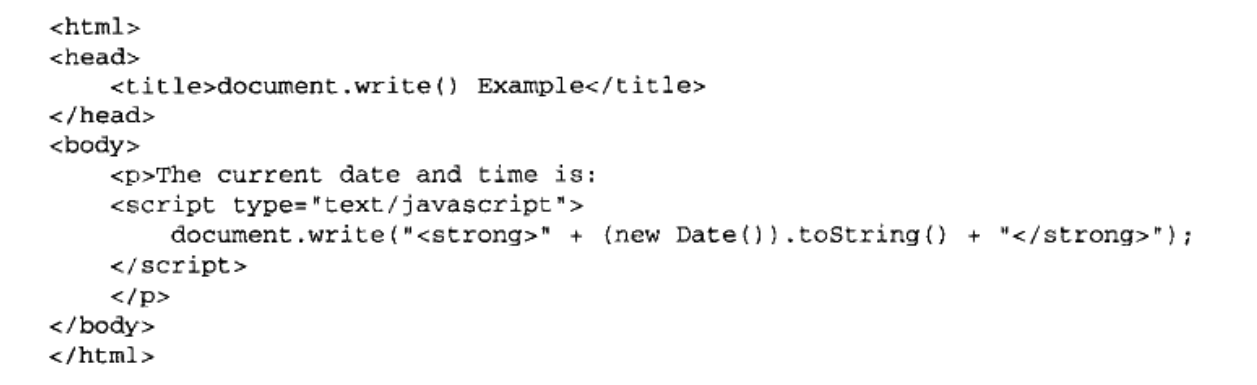 <html>
<head>
    <title>document.write() Example</title>
</head>
<body>
    <p>The current date and time is:
    <script type="text/javascript">
        document.write("<strong>" + (new Date()).toString() + "</strong>");
    </script>
    </p>
</body>
</html>